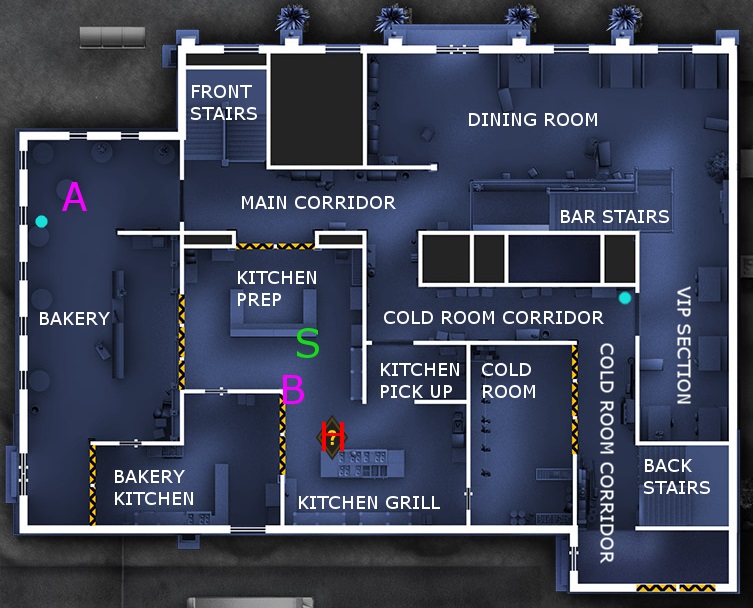 FRONT
STAIRS
DINING ROOM
A
MAIN CORRIDOR
BAR STAIRS
KITCHEN
PREP
BAKERY
COLD ROOM CORRIDOR
VIP SECTION
S
KITCHEN
PICK UP
COLD
ROOM
COLD ROOM CORRIDOR
B
H
?
BAKERY
KITCHEN
KITCHEN GRILL
BACK
STAIRS